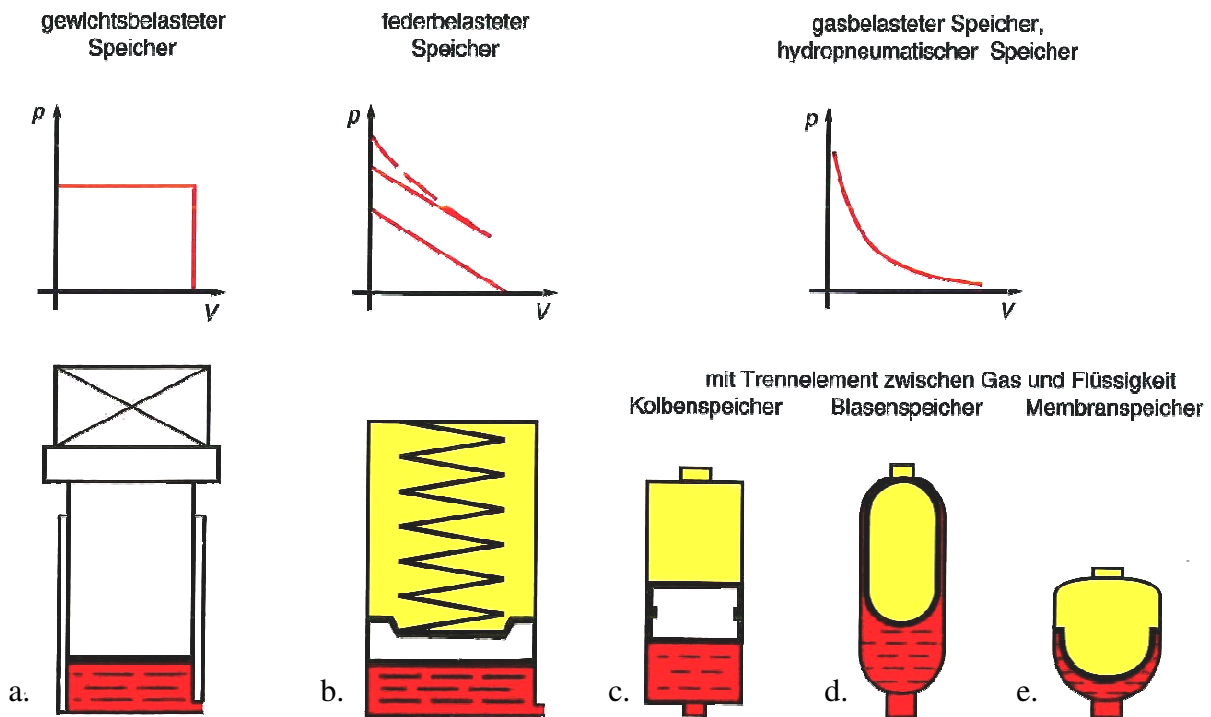 gewichtsbelasteter
Speicher
federbelasteter
Speicher
gasbelasteter Speicher,
hydropneumatischer Speicher
p
V
p
V
p
V
mit Trennelement zwischen Gas und Flüssigkeit
Kolbenspeicher
Blasenspeicher
Membranspeicher
a.
b.
c.
d.
e.